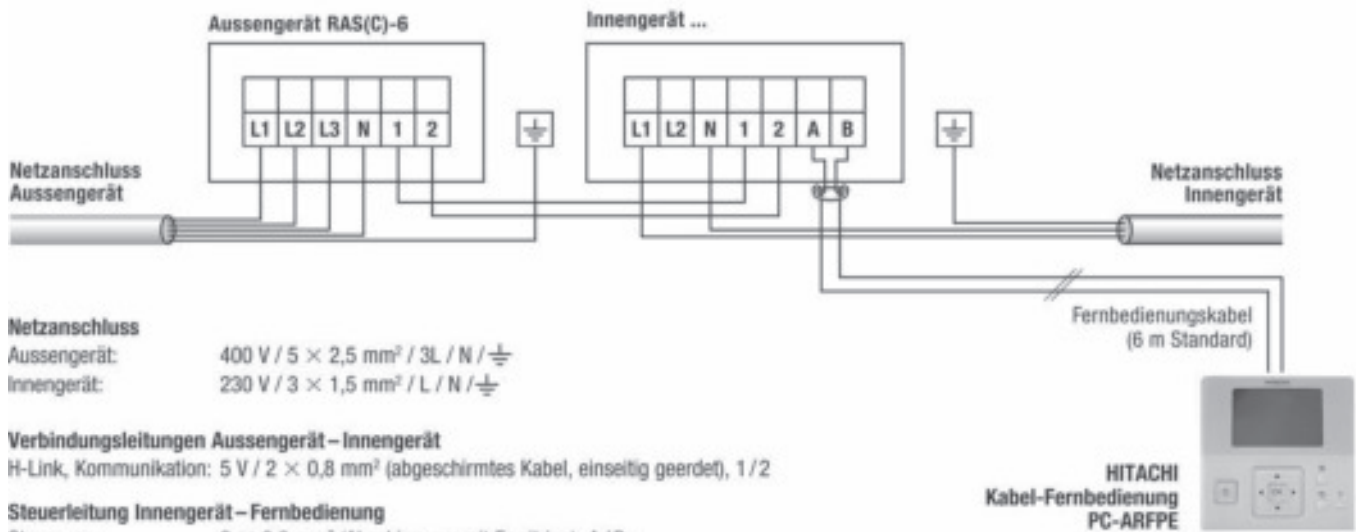 Aussengerät RAS(C)-6
Innengerät ...
L1 L2 L3 N 1 2
L1 L2 N 1 2 A B
Netzanschluss
Aussengerät
Netzanschluss
Innengerät
Fernbedienungskabel
(6 m Standard)
Netzanschluss
Aussengerät: 400 V / 5 × 2,5 mm² / 3L / N / ⏚
Innengerät: 230 V / 3 × 1,5 mm² / L / N / ⏚
Verbindungsleitungen Aussengerät – Innengerät
H-Link, Kommunikation: 5 V / 2 × 0,8 mm² (abgeschirmtes Kabel, einseitig geerdet), 1 / 2
Steuerleitung Innengerät – Fernbedienung
HITACHI
Kabel-Fernbedienung
PC-ARFPE